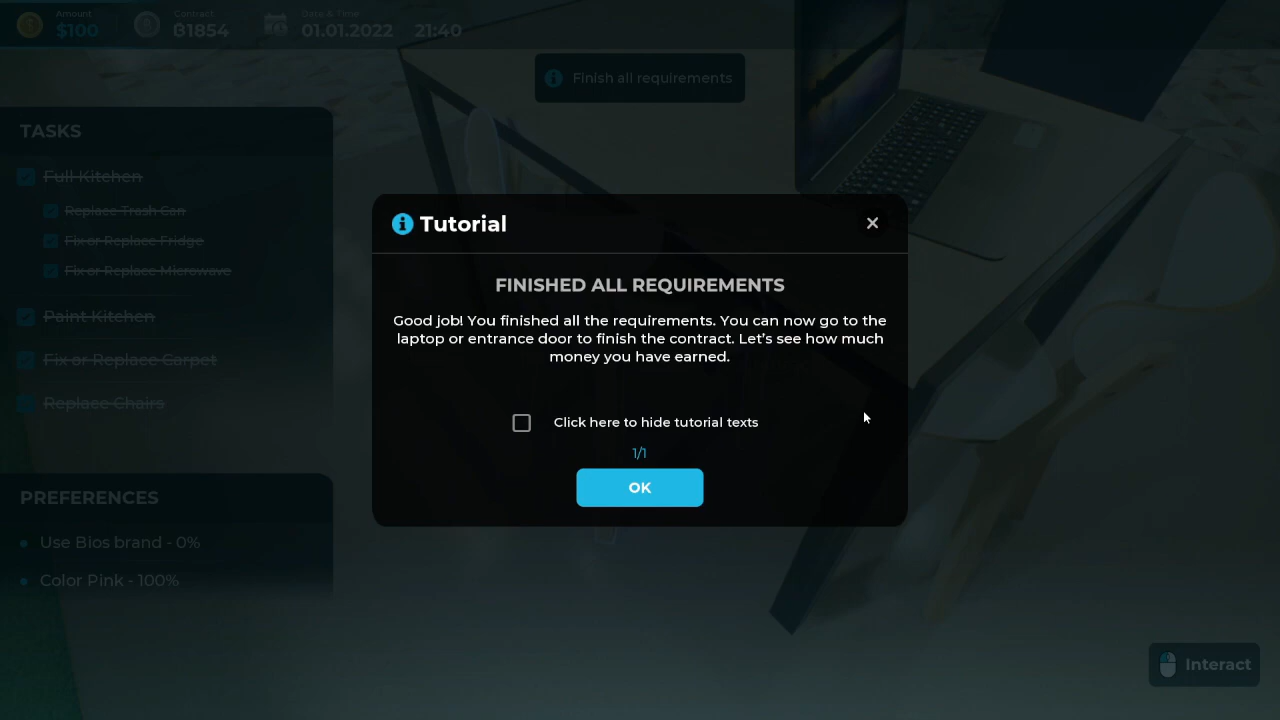 Amount
$100
Contract:
B1854
Date & Time
01.01.2022 21:40
Finish all requirements
TASKS
Full Kitchen
Replace Trash Can
Fix or Replace Fridge
Fix or Replace Microwave
Paint Kitchen
Fix or Replace Carpet
Replace Chairs
PREFERENCES
Use Bios brand - 0%
Color Pink - 100%
Tutorial
FINISHED ALL REQUIREMENTS
Good job! You finished all the requirements. You can now go to the
laptop or entrance door to finish the contract. Let's see how much
money you have earned.
Click here to hide tutorial texts
1/1
OK
Interact